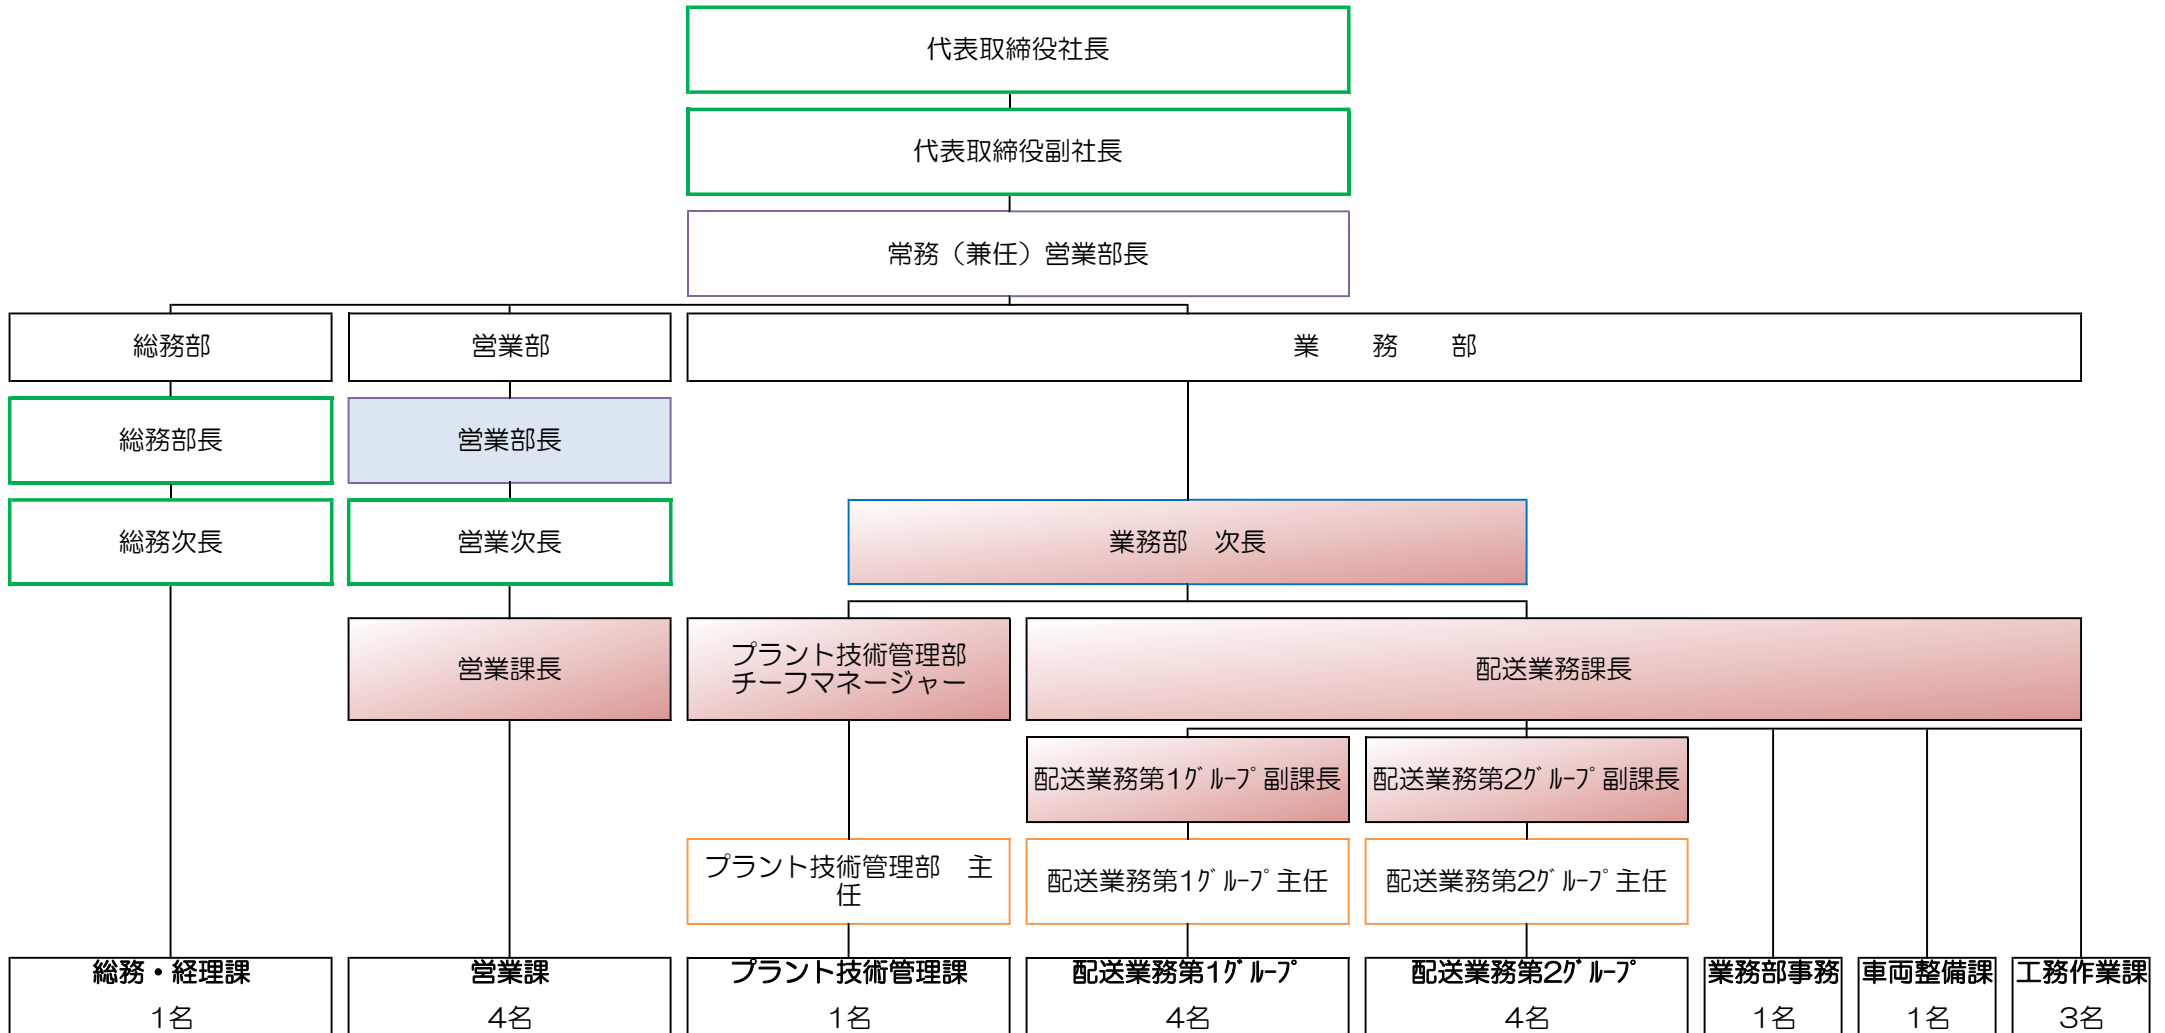 代表取締役社長
代表取締役副社長
常務（兼任）営業部長
総務部
営業部
業　務　部
総務部長
営業部長
総務次長
営業次長
業務部　次長
営業課長
プラント技術管理部
チーフマネージャー
配送業務課長
配送業務第1ｸﾞﾙｰﾌﾟ副課長
配送業務第2ｸﾞﾙｰﾌﾟ副課長
プラント技術管理部　主
任
配送業務第1ｸﾞﾙｰﾌﾟ主任
配送業務第2ｸﾞﾙｰﾌﾟ主任
総務・経理課
1名
営業課
4名
プラント技術管理課
1名
配送業務第1ｸﾞﾙｰﾌﾟ
4名
配送業務第2ｸﾞﾙｰﾌﾟ
4名
業務部事務
1名
車両整備課
1名
工務作業課
3名